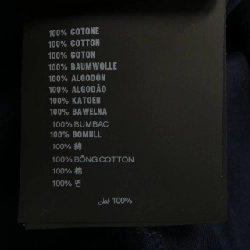 100% COTONE
100% COTTON
100% COTON
100% BAUMWOLLE
100% ALGODON
100% ALGODÃO
100% KATOEN
100% BAWEŁNA
100% BUMBAC
100% BOMULL
100% 綿
100% BÔNG COTTON
100% 棉
100% 면
100% قطن